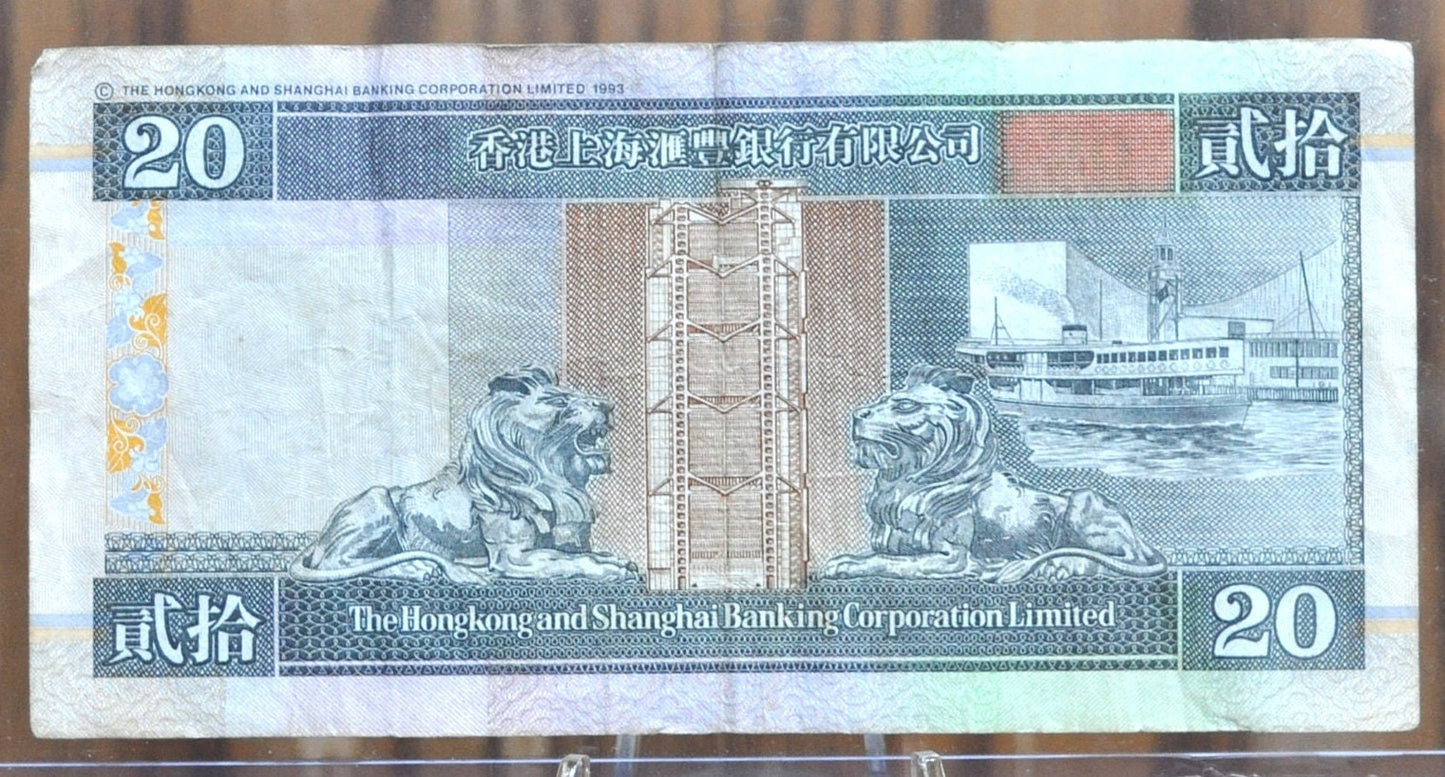 © THE HONGKONG AND SHANGHAI BANKING CORPORATION LIMITED 1993
20 香港上海滙豐銀行有限公司 貳拾
貳拾 The Hongkong and Shanghai Banking Corporation Limited 20